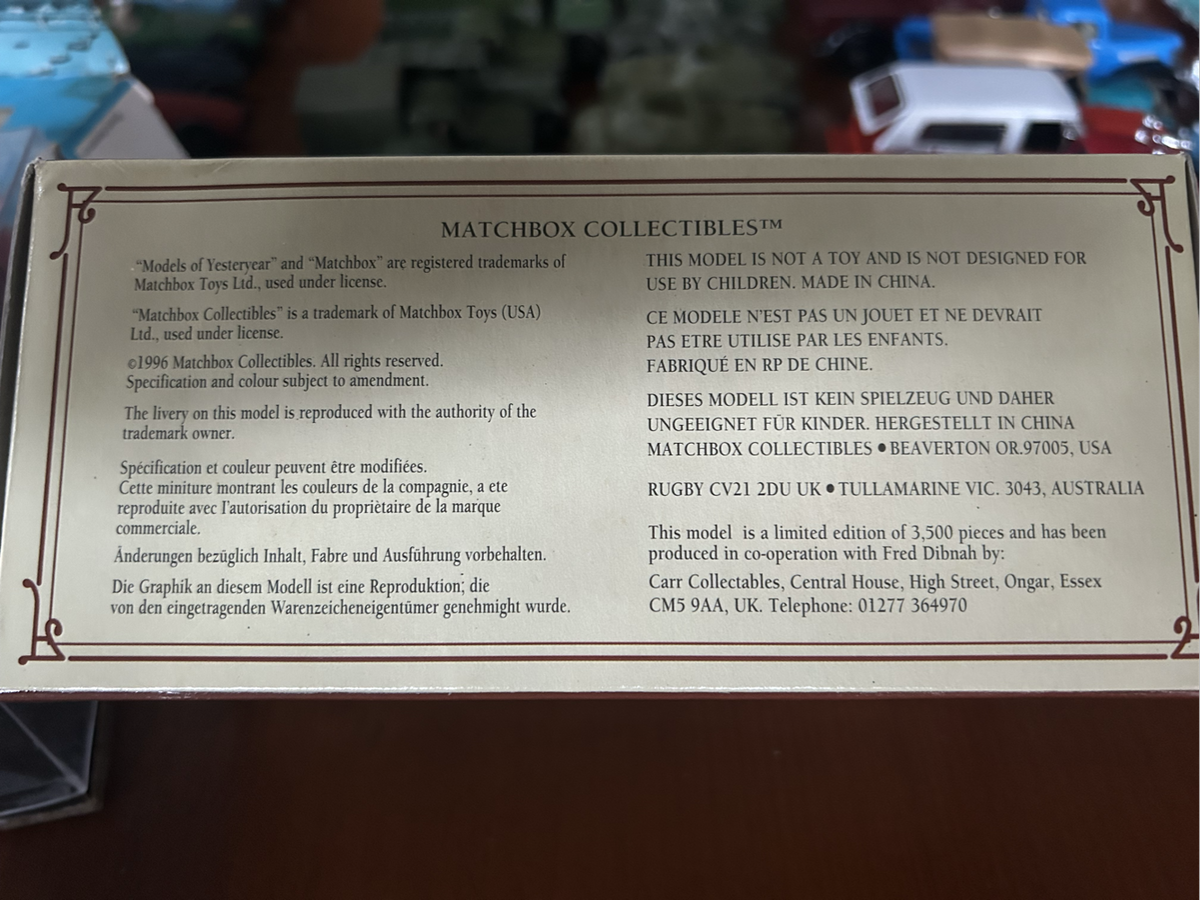 MATCHBOX COLLECTIBLES™
"Models of Yesteryear" and "Matchbox" are registered trademarks of
Matchbox Toys Ltd., used under license.
"Matchbox Collectibles" is a trademark of Matchbox Toys (USA)
Ltd., used under license.
©1996 Matchbox Collectibles. All rights reserved.
Specification and colour subject to amendment.
The livery on this model is reproduced with the authority of the
trademark owner.
Spécification et couleur peuvent être modifiées.
Cette miniture montrant les couleurs de la compagnie, a ete
reproduite avec l'autorisation du propriètaire de la marque
commerciale.
Änderungen bezüglich Inhalt, Fabre und Ausführung vorbehalten.
Die Graphik an diesem Modell ist eine Reproduktion; die
von den eingetragenden Warenzeicheneigentümer genehmight wurde.
THIS MODEL IS NOT A TOY AND IS NOT DESIGNED FOR
USE BY CHILDREN. MADE IN CHINA.
CE MODELE N'EST PAS UN JOUET ET NE DEVRAIT
PAS ETRE UTILISE PAR LES ENFANTS.
FABRIQUÉ EN RP DE CHINE.
DIESES MODELL IST KEIN SPIELZEUG UND DAHER
UNGEEIGNET FÜR KINDER. HERGESTELLT IN CHINA
MATCHBOX COLLECTIBLES • BEAVERTON OR.97005, USA
RUGBY CV21 2DU UK • TULLAMARINE VIC. 3043, AUSTRALIA
This model is a limited edition of 3,500 pieces and has been
produced in co-operation with Fred Dibnah by:
Carr Collectables, Central House, High Street, Ongar, Essex
CM5 9AA, UK. Telephone: 01277 364970